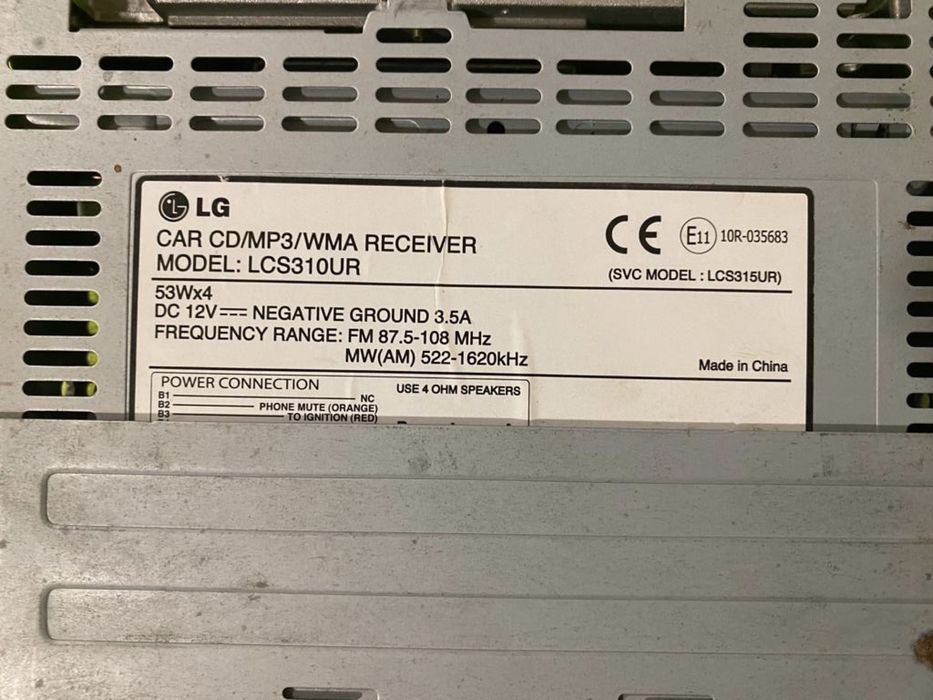 LG
CAR CD/MP3/WMA RECEIVER
MODEL: LCS310UR
CE E11 10R-035683
(SVC MODEL : LCS315UR)
53Wx4
DC 12V⎓ NEGATIVE GROUND 3.5A
FREQUENCY RANGE: FM 87.5-108 MHz
MW(AM) 522-1620kHz
Made in China
POWER CONNECTION
USE 4 OHM SPEAKERS
B1 NC
B2 PHONE MUTE (ORANGE)
B3 TO IGNITION (RED)